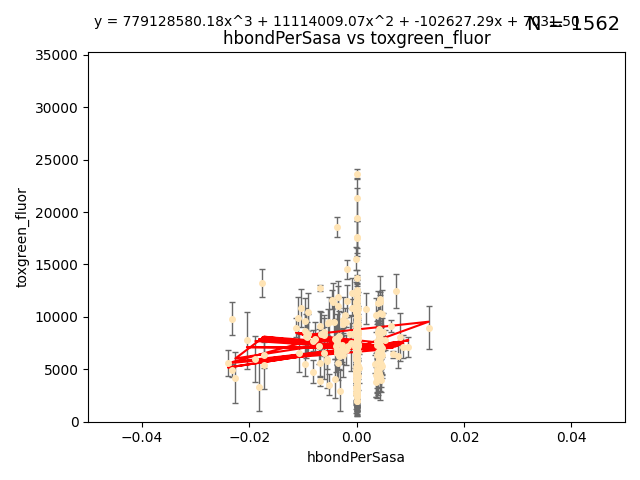 y = 779128580.18x^3 + 11114009.07x^2 + -102627.29x + 7031.50
N = 1562
hbondPerSasa vs toxgreen_fluor
35000
30000
25000
20000
15000
10000
5000
0
toxgreen_fluor
−0.04
−0.02
0.00
0.02
0.04
hbondPerSasa